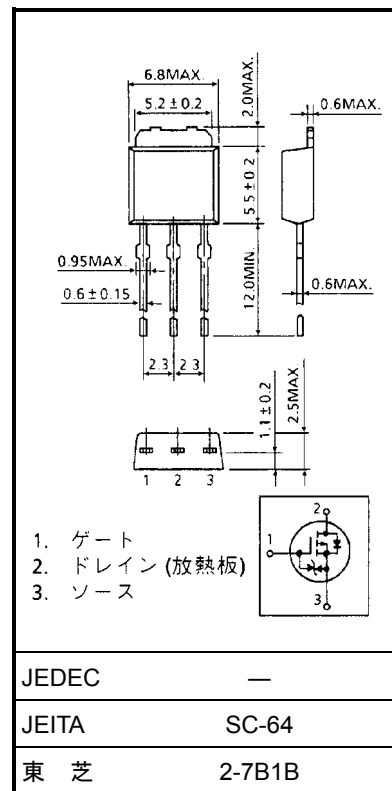 6.8MAX.
5.2±0.2
2.0MAX.
0.6MAX.
5.5±0.2
0.95MAX.
0.6±0.15
12.0MIN.
0.6MAX.
2.3 2.3
1.1±0.2
2.5MAX.
1 2 3
1. ゲート
2. ドレイン (放熱板)
3. ソース
2
1
3
JEDEC —
JEITA SC-64
東 芝 2-7B1B